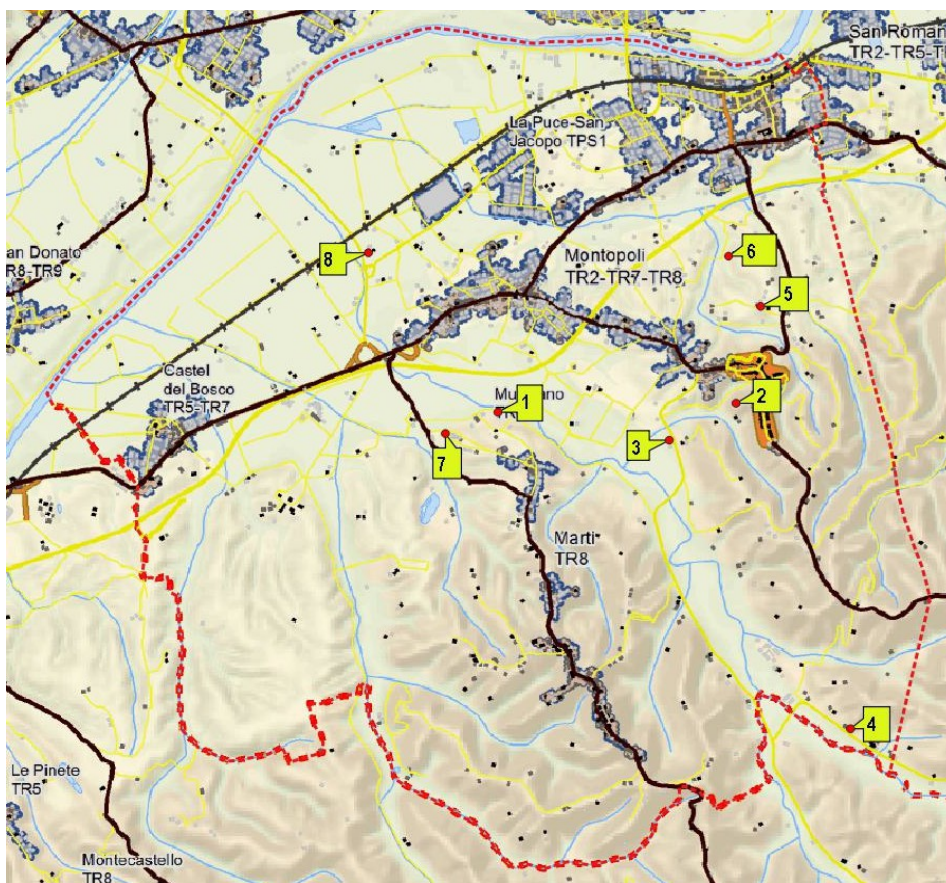 San Roman
TR2-TR5-T
La Puce-San
Jacopo TPS1
an Donato
R8-TR9
8
Montopoli
TR2-TR7-TR8
6
5
Castel
del Bosco
TR5-TR7
1
2
3
7
Marti
TR8
4
Le Pinete
TR5
Montecastello
TR8